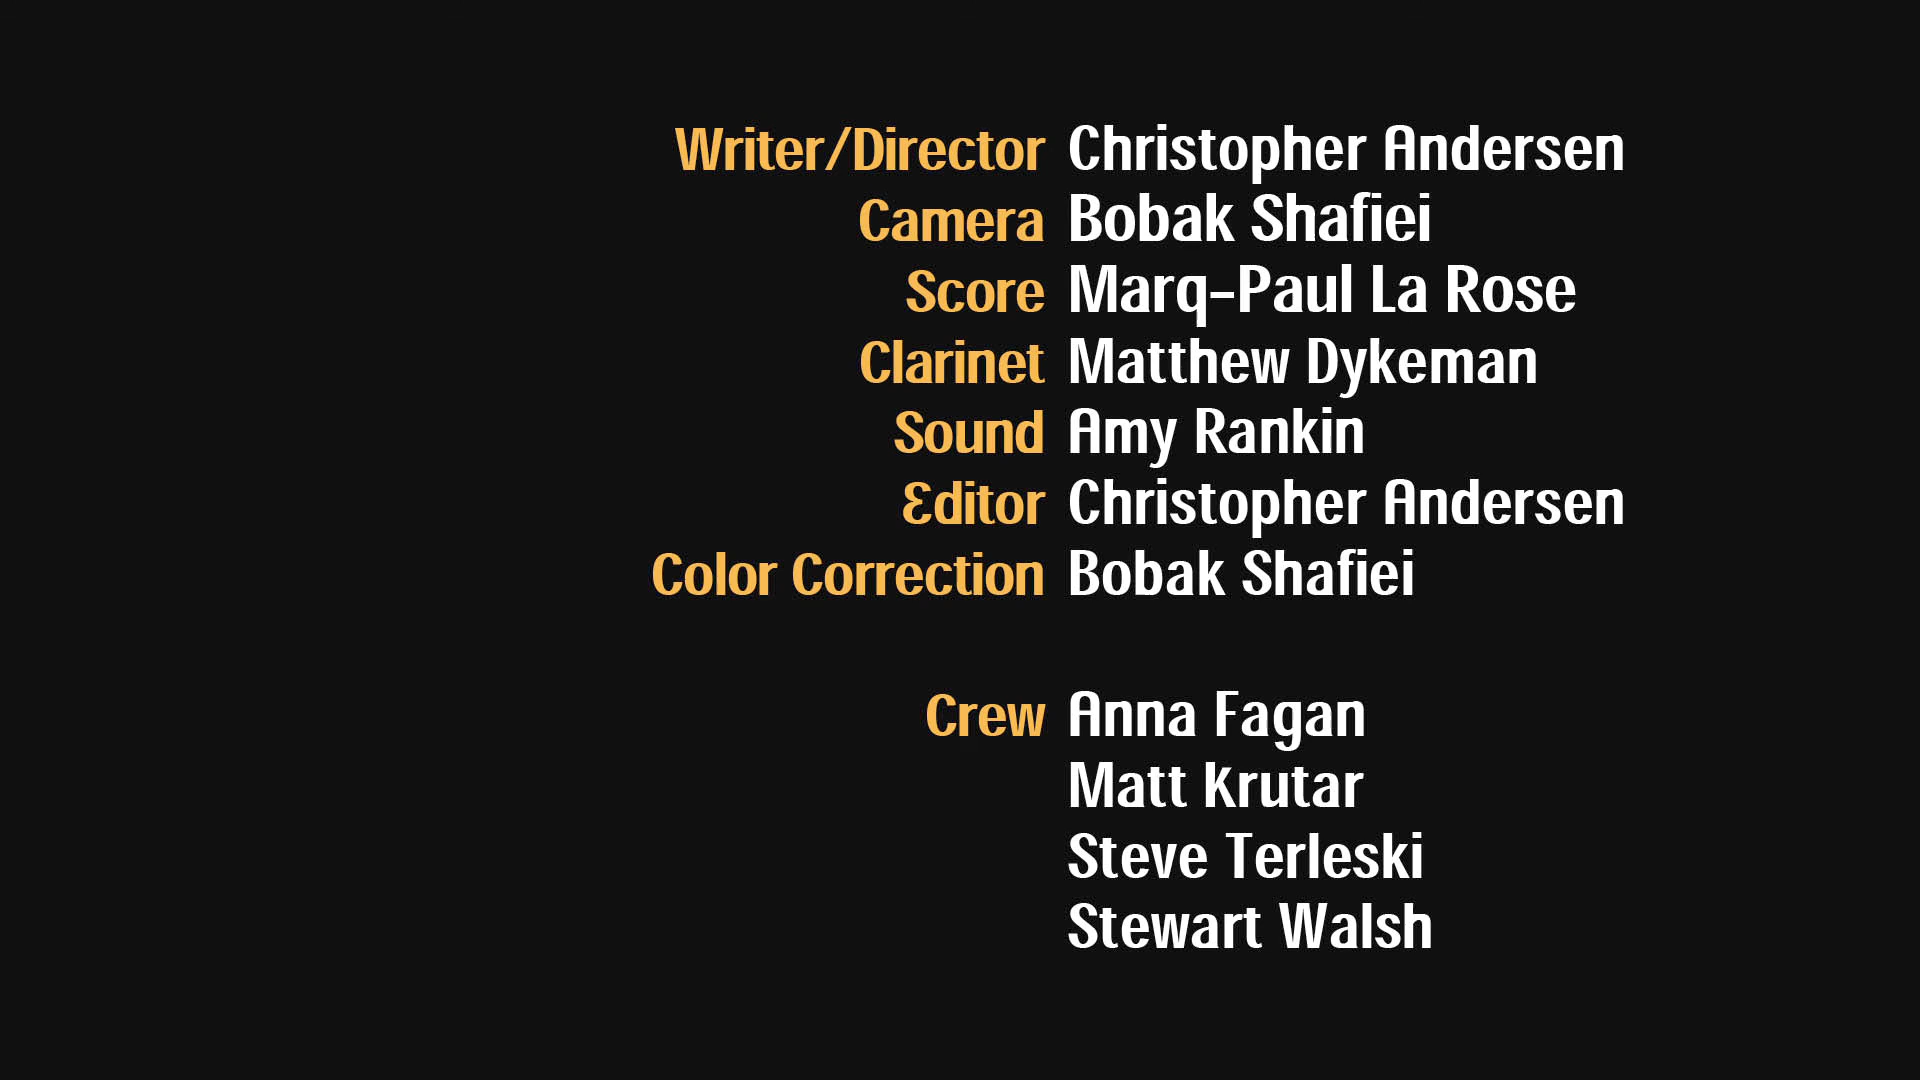 Writer/Director Christopher Andersen
Camera Bobak Shafiei
Score Marq-Paul La Rose
Clarinet Matthew Dykeman
Sound Amy Rankin
Editor Christopher Andersen
Color Correction Bobak Shafiei
Crew Anna Fagan
Matt Krutar
Steve Terleski
Stewart Walsh